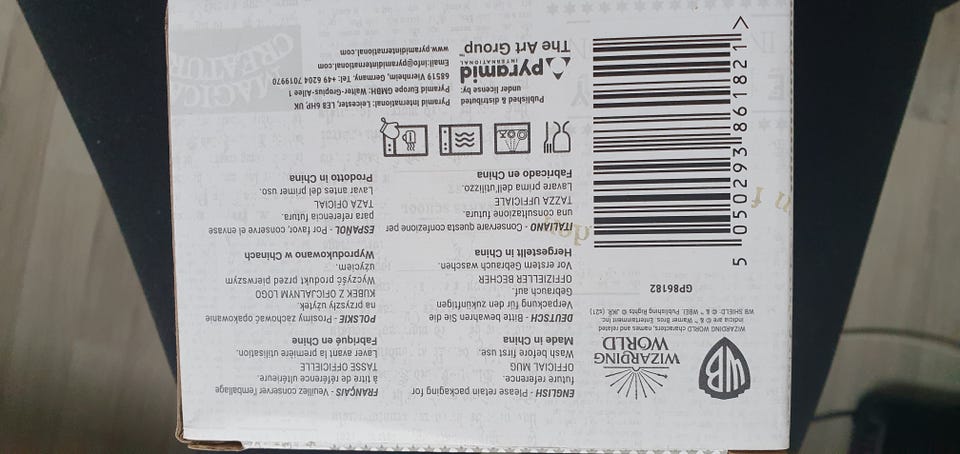 WB
WIZARDING
WORLD
WIZARDING WORLD characters, names and related
indicia are © & ™ Warner Bros. Entertainment Inc.
WB SHIELD: © & ™ WBEI. Publishing Rights © JKR. (s21)
GP86182
5 050293 861821 >
ENGLISH - Please retain packaging for
future reference.
OFFICIAL MUG
Wash before first use.
Made in China
DEUTSCH - Bitte bewahren Sie die
Verpackung für den zukünftigen
Gebrauch auf.
OFFIZIELLER BECHER
Vor erstem Gebrauch waschen.
Hergestellt in China
ITALIANO - Conservare questa confezione per
una consultazione futura.
TAZZA UFFICIALE
Lavare prima dell'utilizzo.
Fabricado en China
FRANÇAIS - Veuillez conserver l'emballage
à titre de référence ultérieure.
TASSE OFFICIELLE
Laver avant la première utilisation.
Fabriqué en Chine
POLSKIE - Prosimy zachować opakowanie
na przyszły użytek.
KUBEK Z OFICJALNYM LOGO
Wyczyść produkt przed pierwszym
użyciem.
Wyprodukowano w Chinach
ESPAÑOL - Por favor, conserve el envase
para referencia futura.
TAZA OFICIAL
Lavar antes del primer uso.
Prodotto in China
Published & distributed
under license by:
pyramid
INTERNATIONAL
The Art Group™
Pyramid International: Leicester, LE8 6HP, UK
Pyramid Europe GMBH: Walter-Gropius-Allee 1
68519 Viernheim, Germany. Tel: +49 6204 7019970
Email:info@pyramidinternational.com
www.pyramidinternational.com
MAGICA
CREATUR